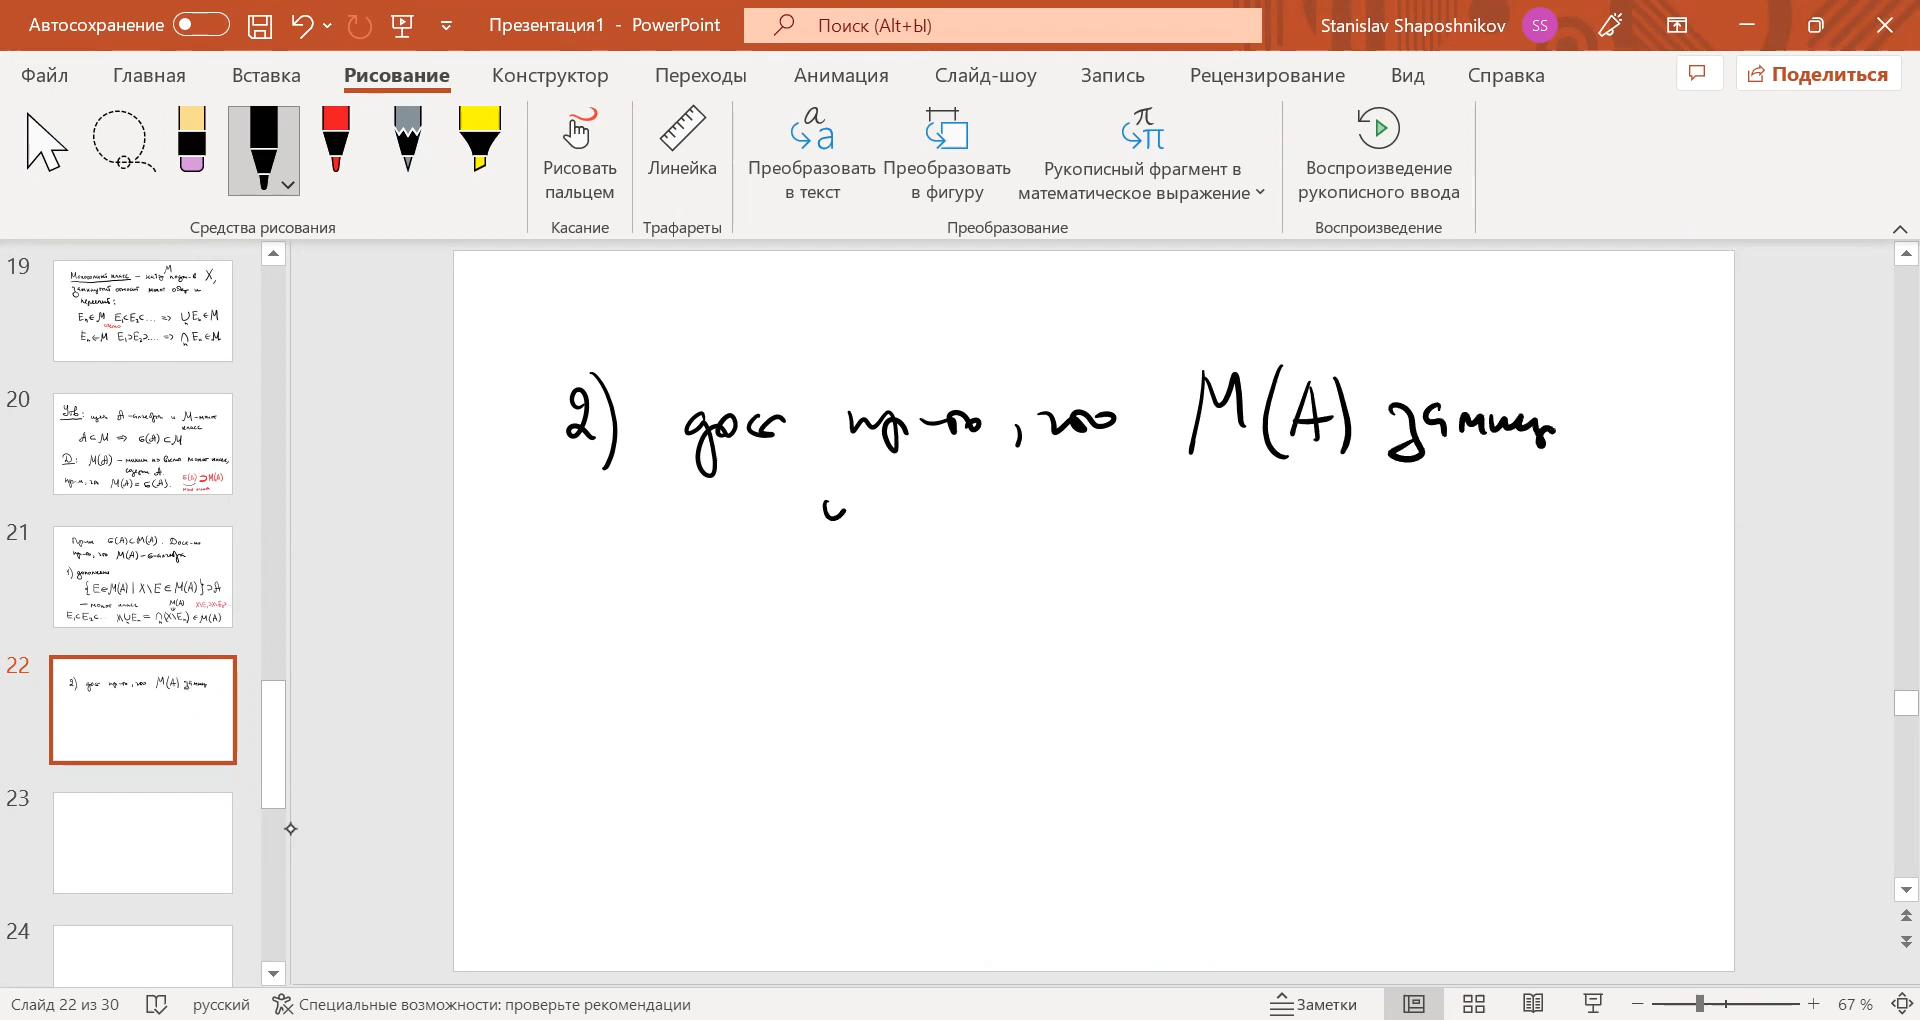 Автосохранение
Презентация1 - PowerPoint
Поиск (Alt+Ы)
Stanislav Shaposhnikov
SS
Файл
Главная
Вставка
Рисование
Конструктор
Переходы
Анимация
Слайд-шоу
Запись
Рецензирование
Вид
Справка
Поделиться
Рисовать
пальцем
Линейка
Преобразовать
в текст
Преобразовать
в фигуру
Рукописный фрагмент в
математическое выражение
Воспроизведение
рукописного ввода
Средства рисования
Касание
Трафареты
Преобразование
Воспроизведение
19
20
21
22
23
24
2) дост пр-ть, что M(A) замкн
Слайд 22 из 30
русский
Специальные возможности: проверьте рекомендации
Заметки
67 %